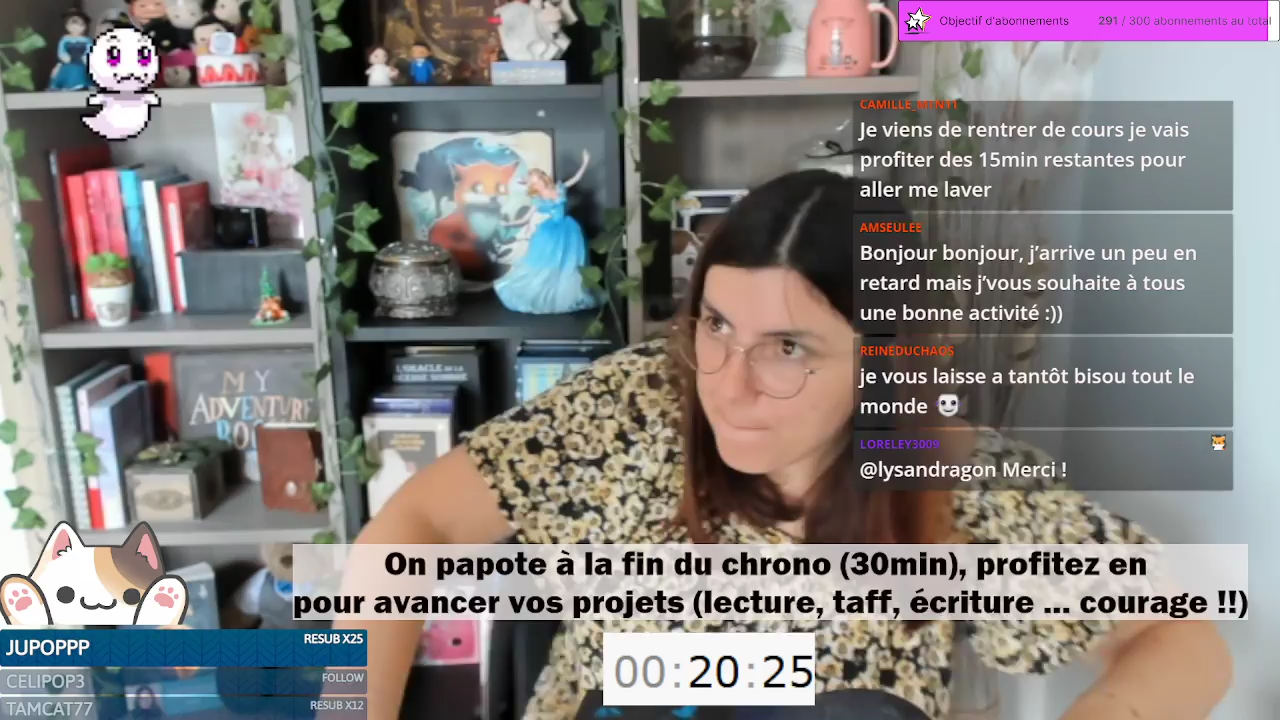 Objectif d'abonnements 291 / 300 abonnements au total
CAMILLE_MTN11
Je viens de rentrer de cours je vais
profiter des 15min restantes pour
aller me laver
AMSEULEE
Bonjour bonjour, j’arrive un peu en
retard mais j’vous souhaite à tous
une bonne activité :))
REINEDUCHAOS
je vous laisse a tantôt bisou tout le
monde
LORELEY3009
@lysandragon Merci !
MY
ADVENTURE
BOOK
L'ORACLE
On papote à la fin du chrono (30min), profitez en
pour avancer vos projets (lecture, taff, écriture ... courage !!)
00:20:25
JUPOPPP RESUB X25
CELIPOP3 FOLLOW
TAMCAT77 RESUB X12